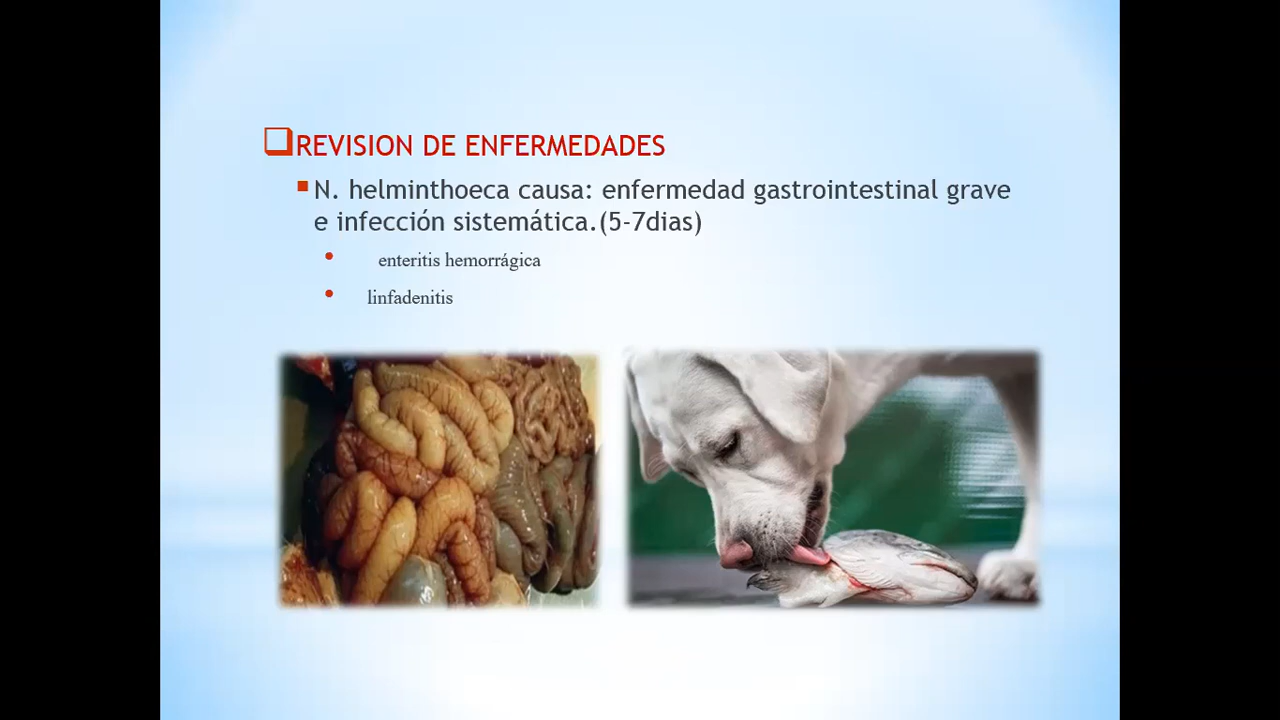 REVISION DE ENFERMEDADES
N. helminthoeca causa: enfermedad gastrointestinal grave
e infección sistemática.(5-7dias)
enteritis hemorrágica
linfadenitis